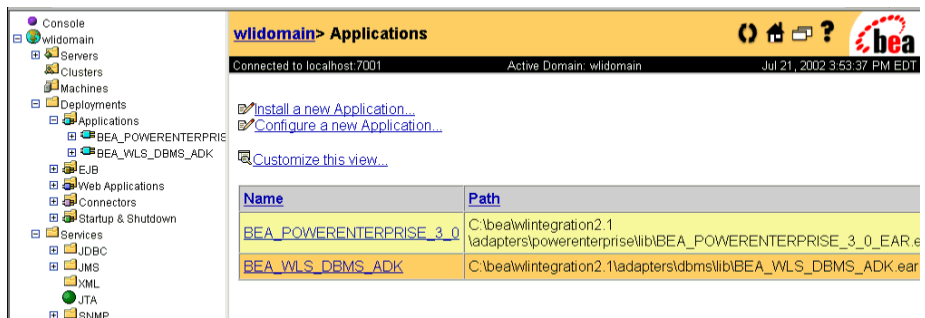 Console
wlidomain
Servers
Clusters
Machines
Deployments
Applications
BEA_POWERENTERPRIS
BEA_WLS_DBMS_ADK
EJB
Web Applications
Connectors
Startup & Shutdown
Services
JDBC
JMS
XML
JTA
SNMP
wlidomain> Applications
?
bea
Connected to localhost:7001 Active Domain: wlidomain Jul 21, 2002 3:53:37 PM EDT
Install a new Application...
Configure a new Application...
Customize this view...
Name Path
BEA_POWERENTERPRISE_3_0 C:\bea\wlintegration2.1
\adapters\powerenterprise\lib\BEA_POWERENTERPRISE_3_0_EAR.e
BEA_WLS_DBMS_ADK C:\bea\wlintegration2.1\adapters\dbms\lib\BEA_WLS_DBMS_ADK.ear